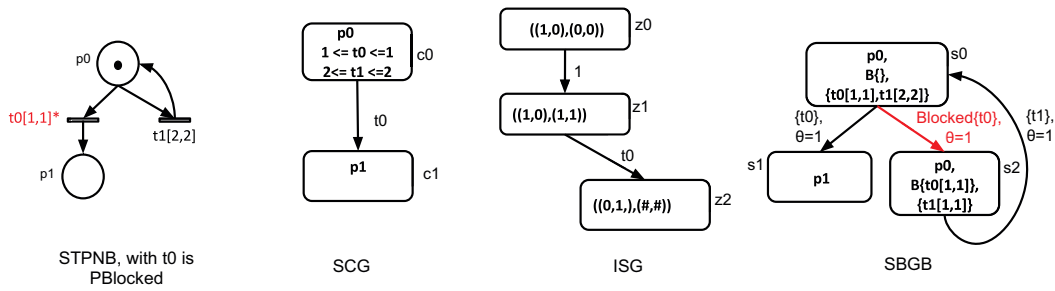 p0
t0[1,1]*
t1[2,2]
p1
STPNB, with t0 is
PBlocked
p0
1 <= t0 <=1
2<= t1 <=2
c0
t0
p1
c1
SCG
((1,0),(0,0))
z0
1
((1,0),(1,1))
z1
t0
((0,1,),(#,#))
z2
ISG
p0,
B{},
{t0[1,1],t1[2,2]}
s0
{t0},
θ=1
Blocked{t0},
θ=1
{t1},
θ=1
s1
p1
p0,
B{t0[1,1]},
{t1[1,1]}
s2
SBGB